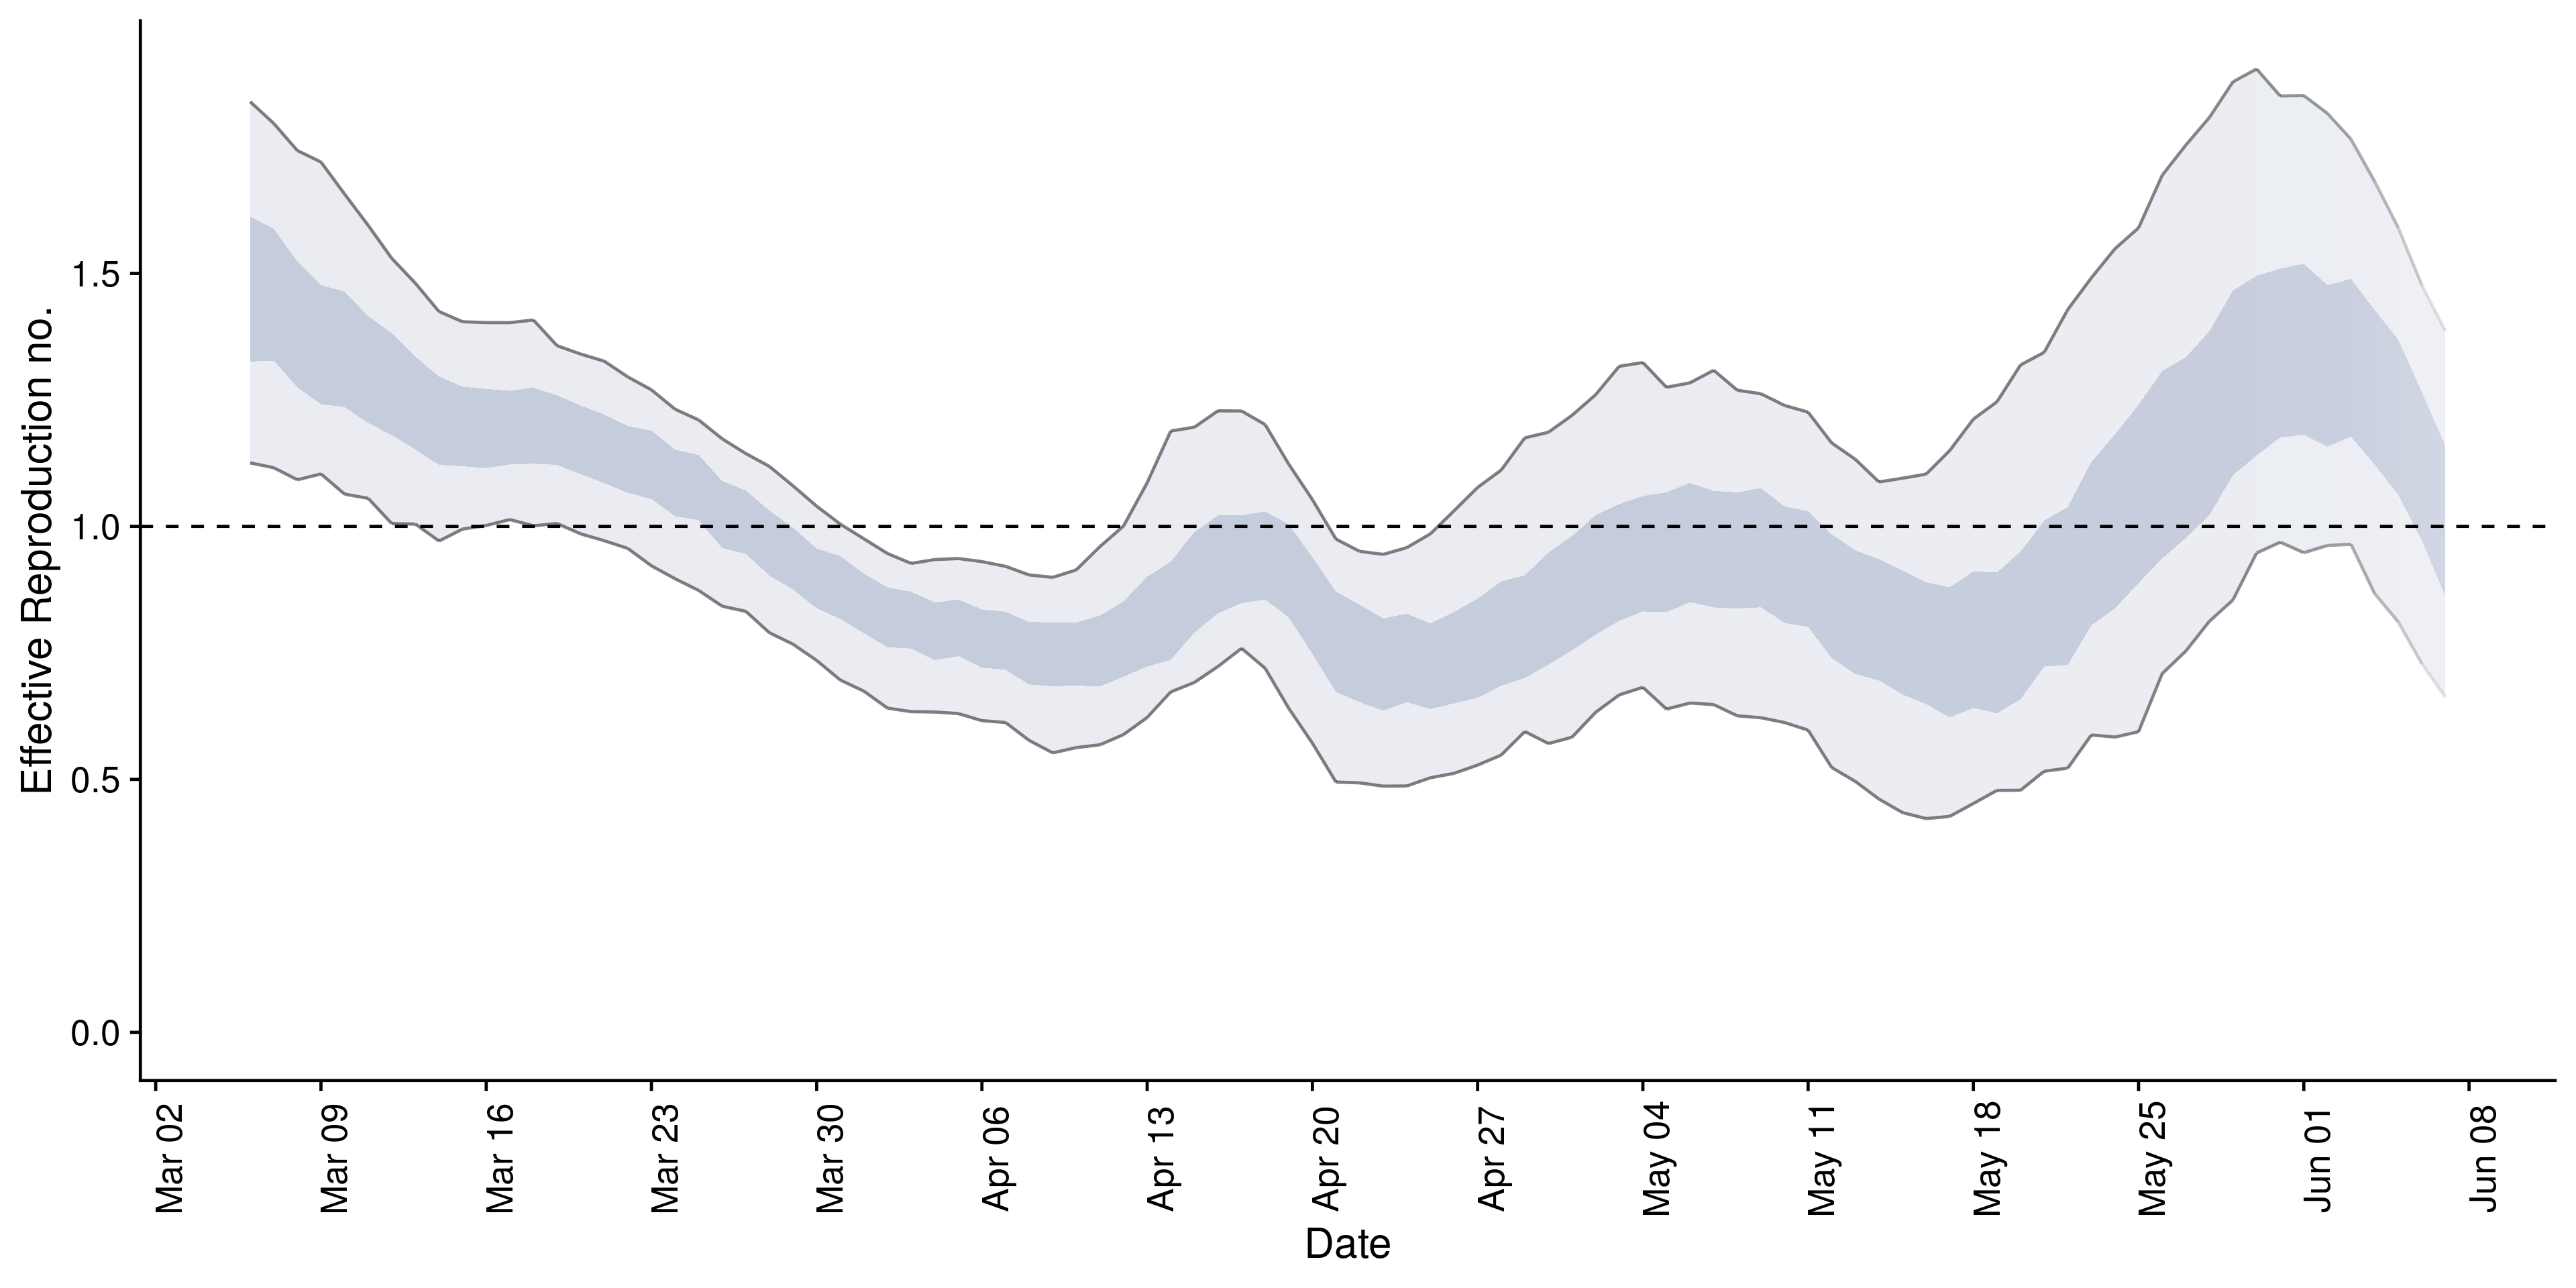 Effective Reproduction no.
1.5
1.0
0.5
0.0
Mar 02
Mar 09
Mar 16
Mar 23
Mar 30
Apr 06
Apr 13
Apr 20
Apr 27
May 04
May 11
May 18
May 25
Jun 01
Jun 08
Date